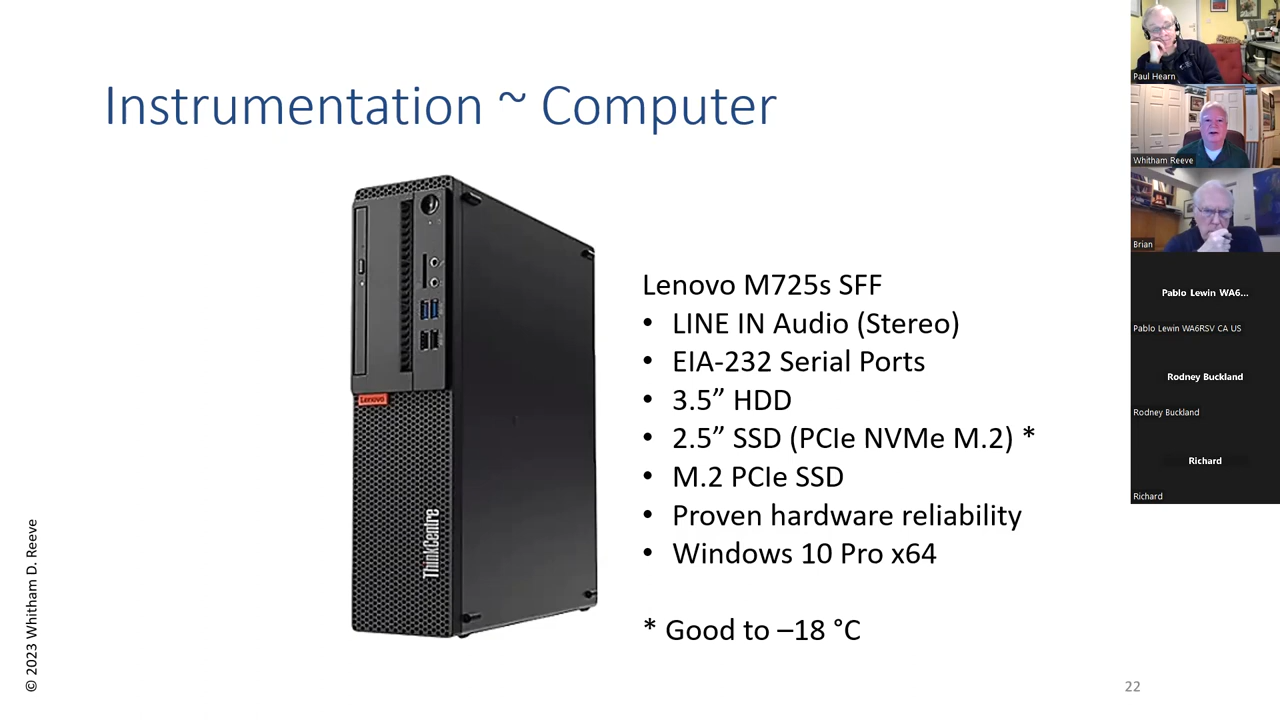 Instrumentation ~ Computer
Lenovo
ThinkCentre
Lenovo M725s SFF
• LINE IN Audio (Stereo)
• EIA-232 Serial Ports
• 3.5” HDD
• 2.5” SSD (PCIe NVMe M.2) *
• M.2 PCIe SSD
• Proven hardware reliability
• Windows 10 Pro x64
* Good to –18 °C
© 2023 Whitham D. Reeve
22
Paul Hearn
Whitham Reeve
Brian
Pablo Lewin WA6...
Pablo Lewin WA6RSV CA US
Rodney Buckland
Rodney Buckland
Richard
Richard